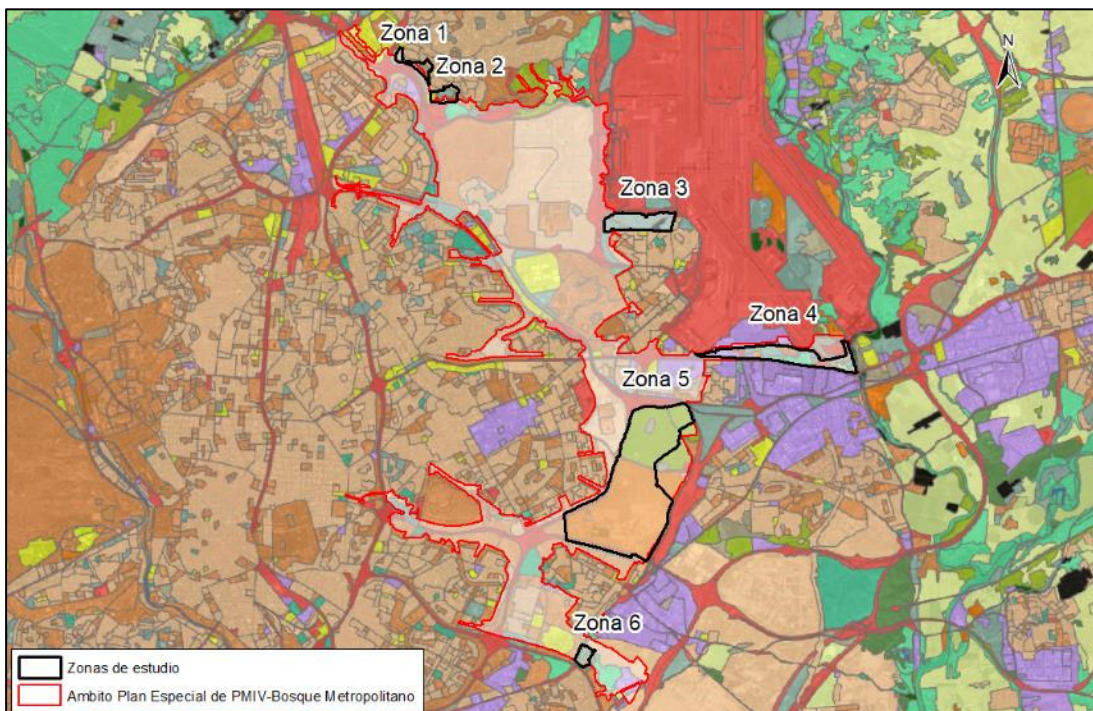 Zona 1
Zona 2
N
Zona 3
Zona 4
Zona 5
Zona 6
Zonas de estudio
Ambito Plan Especial de PMIV-Bosque Metropolitano